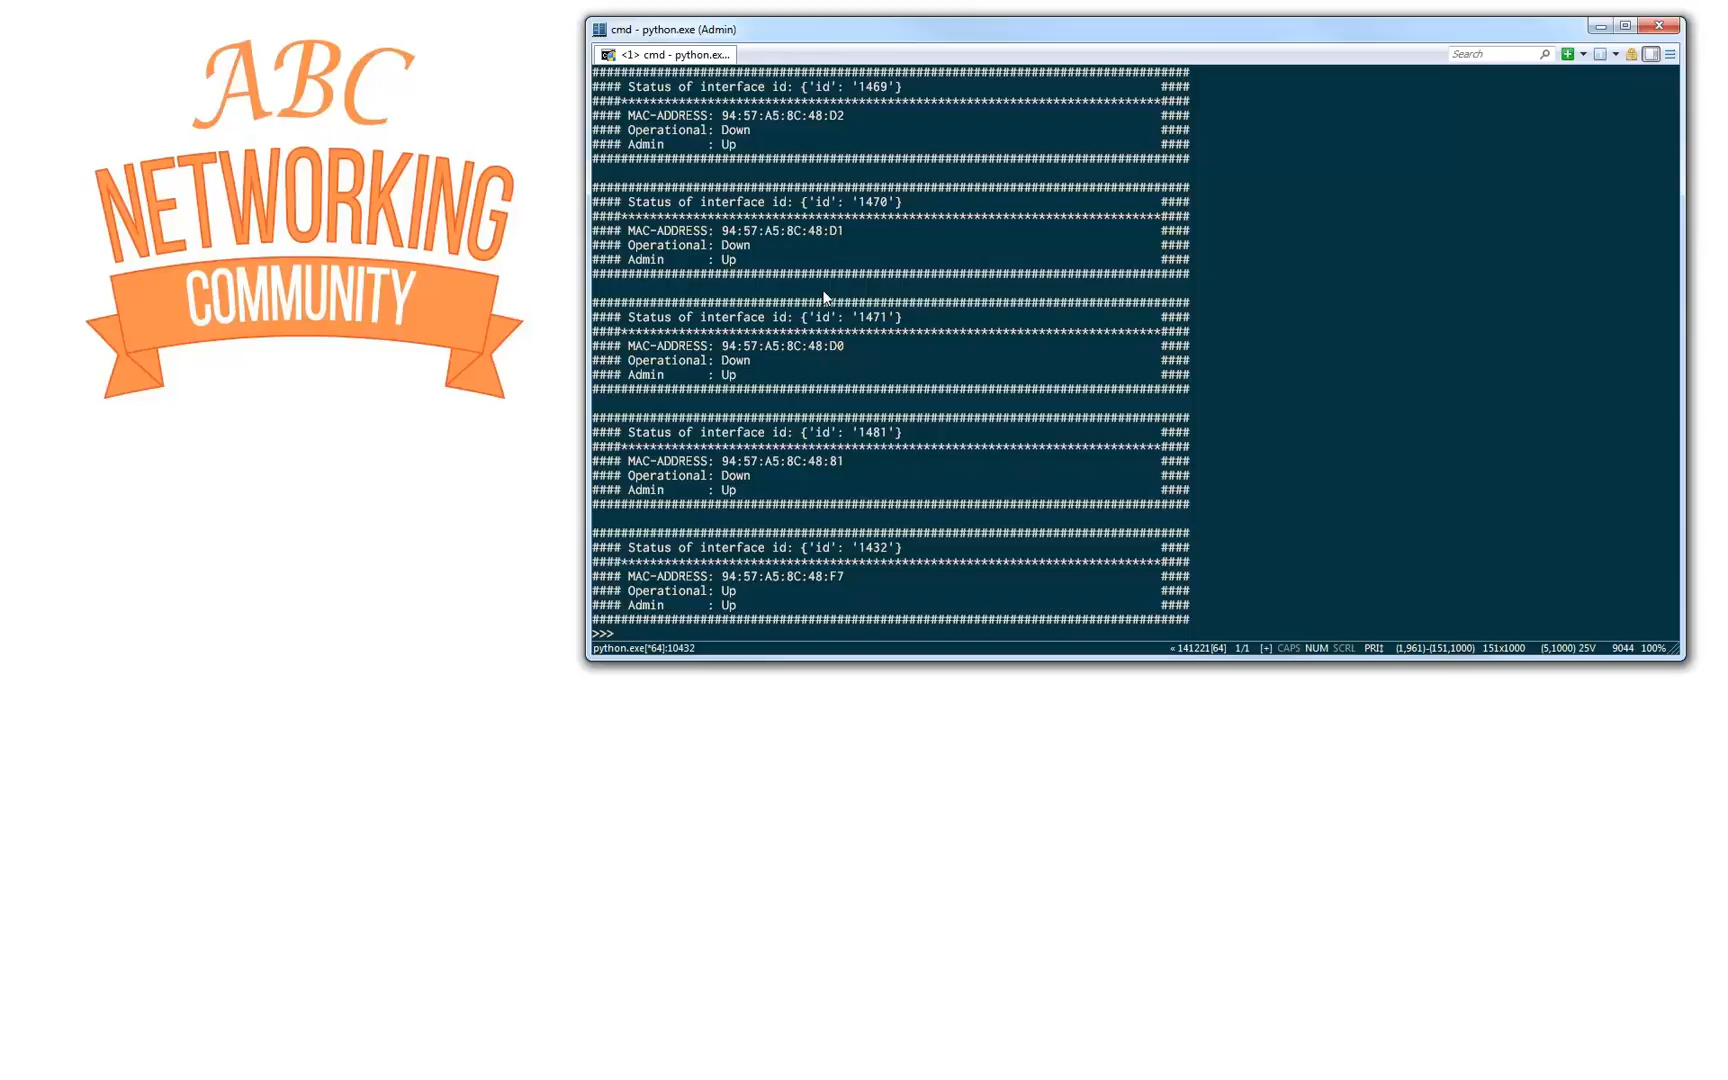 ABC
NETWORKING
COMMUNITY
cmd - python.exe (Admin)
<1> cmd - python.ex...
Search
###################################################################################
#### Status of interface id: {'id': '1469'} ####
####***************************************************************************####
#### MAC-ADDRESS: 94:57:A5:8C:48:D2 ####
#### Operational: Down ####
#### Admin : Up ####
###################################################################################
###################################################################################
#### Status of interface id: {'id': '1470'} ####
####***************************************************************************####
#### MAC-ADDRESS: 94:57:A5:8C:48:D1 ####
#### Operational: Down ####
#### Admin : Up ####
###################################################################################
###################################################################################
#### Status of interface id: {'id': '1471'} ####
####***************************************************************************####
#### MAC-ADDRESS: 94:57:A5:8C:48:D0 ####
#### Operational: Down ####
#### Admin : Up ####
###################################################################################
###################################################################################
#### Status of interface id: {'id': '1481'} ####
####***************************************************************************####
#### MAC-ADDRESS: 94:57:A5:8C:48:81 ####
#### Operational: Down ####
#### Admin : Up ####
###################################################################################
###################################################################################
#### Status of interface id: {'id': '1432'} ####
####***************************************************************************####
#### MAC-ADDRESS: 94:57:A5:8C:48:F7 ####
#### Operational: Up ####
#### Admin : Up ####
###################################################################################
>>>
python.exe[*64]:10432 « 141221[64] 1/1 [+] CAPS NUM SCRL PRI‡ (1,961)-(151,1000) 151x1000 (5,1000) 25V 9044 100%